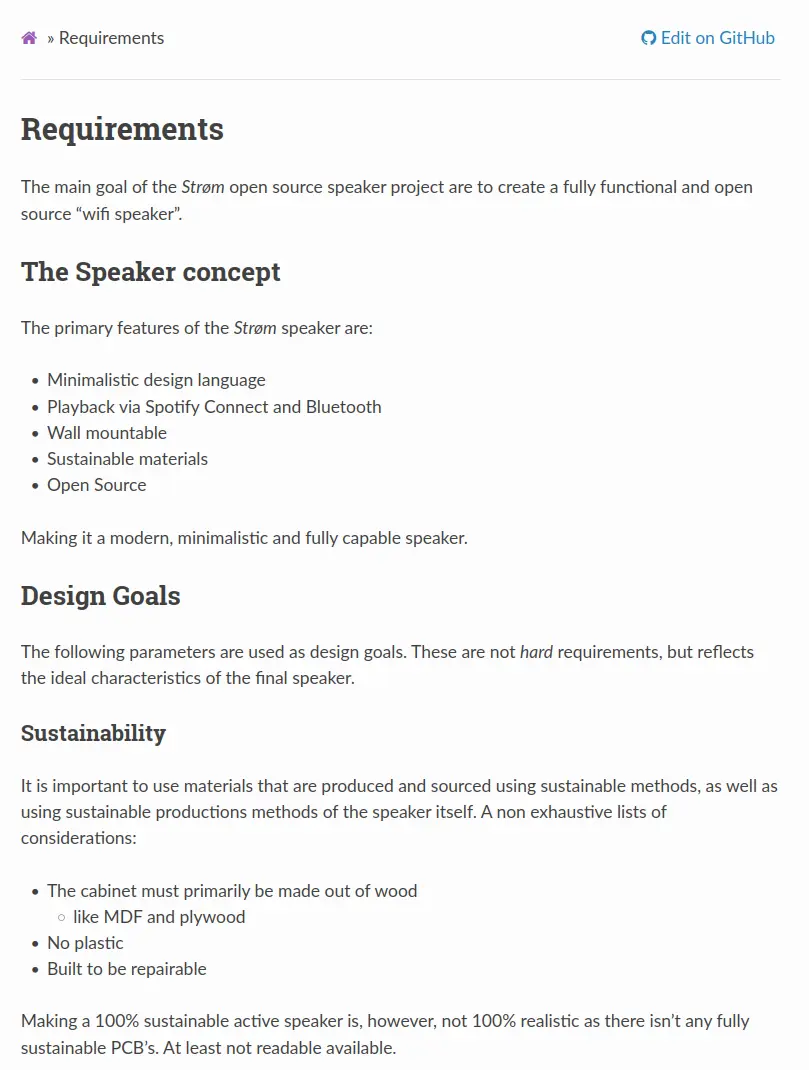 » Requirements
Edit on GitHub
Requirements
The main goal of the Strøm open source speaker project are to create a fully functional and open
source “wifi speaker”.
The Speaker concept
The primary features of the Strøm speaker are:
• Minimalistic design language
• Playback via Spotify Connect and Bluetooth
• Wall mountable
• Sustainable materials
• Open Source
Making it a modern, minimalistic and fully capable speaker.
Design Goals
The following parameters are used as design goals. These are not hard requirements, but reflects
the ideal characteristics of the final speaker.
Sustainability
It is important to use materials that are produced and sourced using sustainable methods, as well as
using sustainable productions methods of the speaker itself. A non exhaustive lists of
considerations:
• The cabinet must primarily be made out of wood
○ like MDF and plywood
• No plastic
• Built to be repairable
Making a 100% sustainable active speaker is, however, not 100% realistic as there isn’t any fully
sustainable PCB’s. At least not readable available.